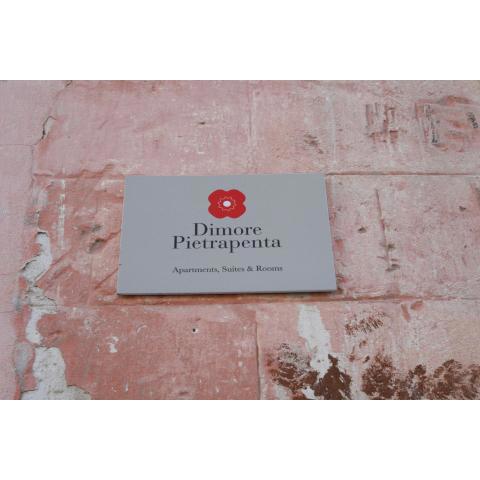 Dimore
Pietrapenta
Apartments, Suites & Rooms